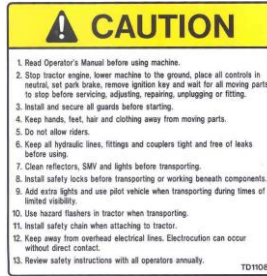 CAUTION
1. Read Operator's Manual before using machine.
2. Stop tractor engine, lower machine to the ground, place all controls in
neutral, set park brake, remove ignition key and wait for all moving parts
to stop before servicing, adjusting, repairing, unplugging or fitting.
3. Install and secure all guards before starting.
4. Keep hands, feet, hair and clothing away from moving parts.
5. Do not allow riders.
6. Keep all hydraulic lines, fittings and couplers tight and free of leaks
before using.
7. Clean reflectors, SMV and lights before transporting.
8. Install safety locks before transporting or working beneath components.
9. Add extra lights and use pilot vehicle when transporting during times of
limited visibility.
10. Use hazard flashers in tractor when transporting.
11. Install safety chain when attaching to tractor.
12. Keep away from overhead electrical lines. Electrocution can occur
without direct contact.
13. Review safety instructions with all operators annually.
TD1108